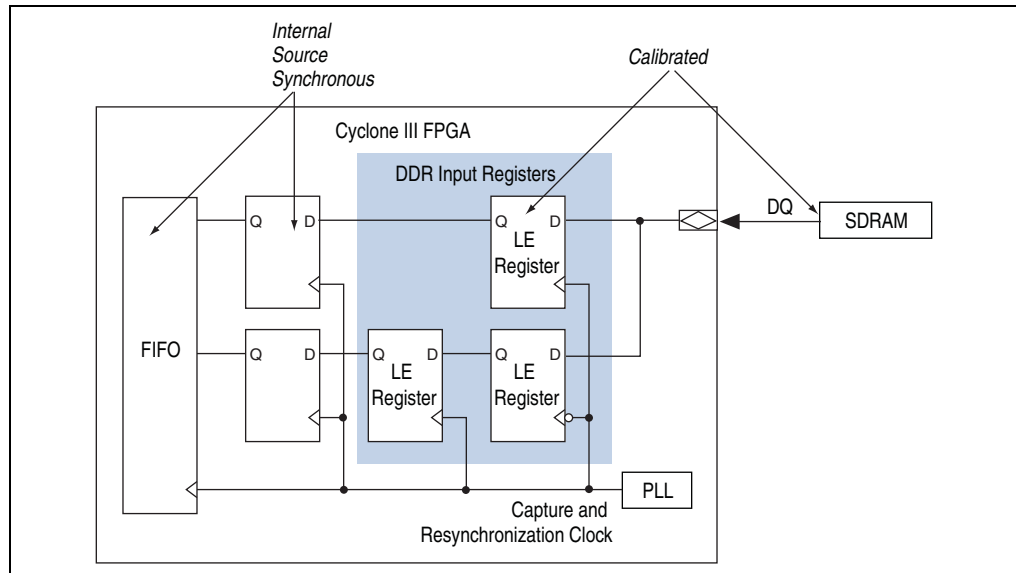 Internal
Source
Synchronous
Calibrated
Cyclone III FPGA
DDR Input Registers
DQ
SDRAM
Q D
Q D
LE
Register
FIFO
Q D
Q D
LE
Register
Q D
LE
Register
PLL
Capture and
Resynchronization Clock